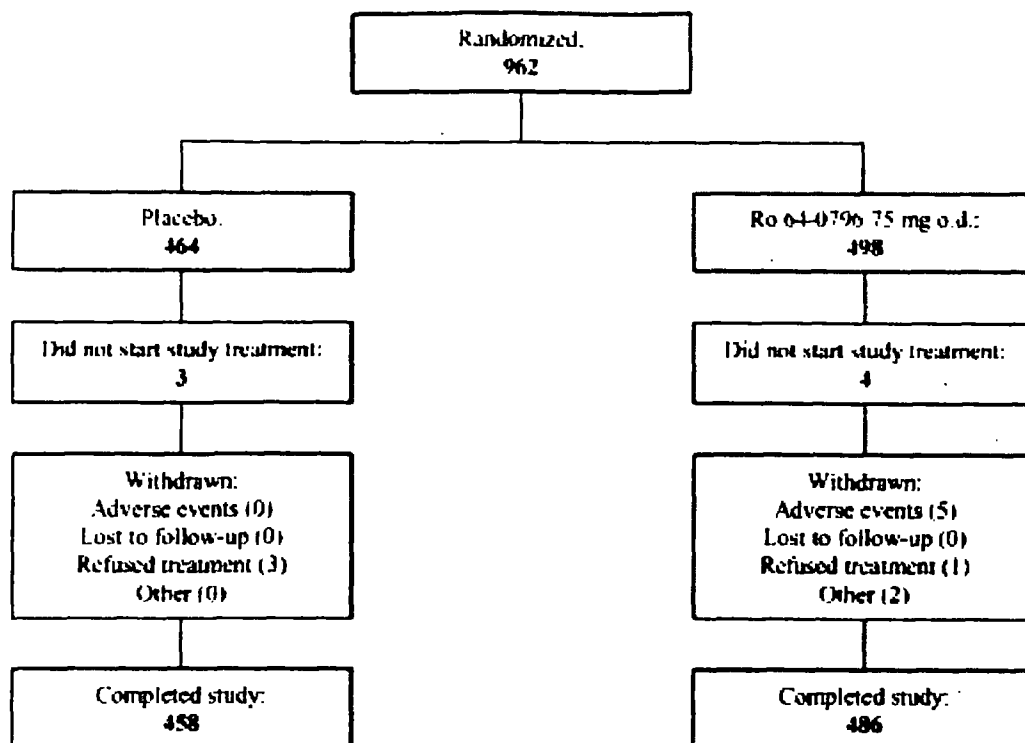 Randomized:
962
Placebo:
464
Ro 64-0796 75 mg o.d.:
498
Did not start study treatment:
3
Did not start study treatment:
4
Withdrawn:
Adverse events (0)
Lost to follow-up (0)
Refused treatment (3)
Other (0)
Withdrawn:
Adverse events (5)
Lost to follow-up (0)
Refused treatment (1)
Other (2)
Completed study:
458
Completed study:
486